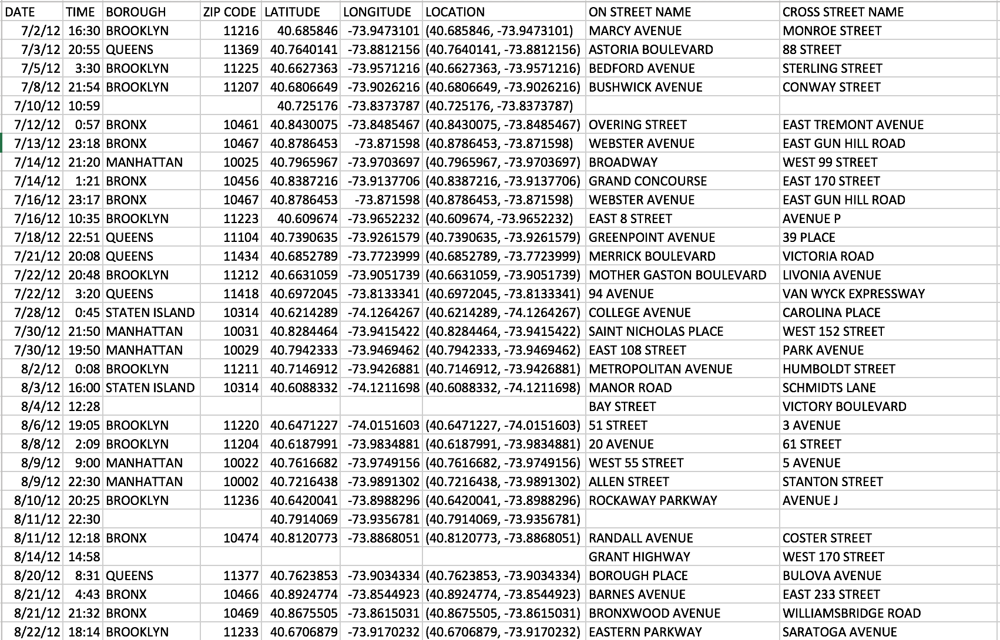 DATE TIME BOROUGH ZIP CODE LATITUDE LONGITUDE LOCATION ON STREET NAME CROSS STREET NAME
7/2/12 16:30 BROOKLYN 11216 40.685846 -73.9473101 (40.685846, -73.9473101) MARCY AVENUE MONROE STREET
7/3/12 20:55 QUEENS 11369 40.7640141 -73.8812156 (40.7640141, -73.8812156) ASTORIA BOULEVARD 88 STREET
7/5/12 3:30 BROOKLYN 11225 40.6627363 -73.9571216 (40.6627363, -73.9571216) BEDFORD AVENUE STERLING STREET
7/8/12 21:54 BROOKLYN 11207 40.6806649 -73.9026216 (40.6806649, -73.9026216) BUSHWICK AVENUE CONWAY STREET
7/10/12 10:59 40.725176 -73.8373787 (40.725176, -73.8373787)
7/12/12 0:57 BRONX 10461 40.8430075 -73.8485467 (40.8430075, -73.8485467) OVERING STREET EAST TREMONT AVENUE
7/13/12 23:18 BRONX 10467 40.8786453 -73.871598 (40.8786453, -73.871598) WEBSTER AVENUE EAST GUN HILL ROAD
7/14/12 21:20 MANHATTAN 10025 40.7965967 -73.9703697 (40.7965967, -73.9703697) BROADWAY WEST 99 STREET
7/14/12 1:21 BRONX 10456 40.8387216 -73.9137706 (40.8387216, -73.9137706) GRAND CONCOURSE EAST 170 STREET
7/16/12 23:17 BRONX 10467 40.8786453 -73.871598 (40.8786453, -73.871598) WEBSTER AVENUE EAST GUN HILL ROAD
7/16/12 10:35 BROOKLYN 11223 40.609674 -73.9652232 (40.609674, -73.9652232) EAST 8 STREET AVENUE P
7/18/12 22:51 QUEENS 11104 40.7390635 -73.9261579 (40.7390635, -73.9261579) GREENPOINT AVENUE 39 PLACE
7/21/12 20:08 QUEENS 11434 40.6852789 -73.7723999 (40.6852789, -73.7723999) MERRICK BOULEVARD VICTORIA ROAD
7/22/12 20:48 BROOKLYN 11212 40.6631059 -73.9051739 (40.6631059, -73.9051739) MOTHER GASTON BOULEVARD LIVONIA AVENUE
7/22/12 3:20 QUEENS 11418 40.6972045 -73.8133341 (40.6972045, -73.8133341) 94 AVENUE VAN WYCK EXPRESSWAY
7/28/12 0:45 STATEN ISLAND 10314 40.6214289 -74.1264267 (40.6214289, -74.1264267) COLLEGE AVENUE CAROLINA PLACE
7/30/12 21:50 MANHATTAN 10031 40.8284464 -73.9415422 (40.8284464, -73.9415422) SAINT NICHOLAS PLACE WEST 152 STREET
7/30/12 19:50 MANHATTAN 10029 40.7942333 -73.9469462 (40.7942333, -73.9469462) EAST 108 STREET PARK AVENUE
8/2/12 0:08 BROOKLYN 11211 40.7146912 -73.9426881 (40.7146912, -73.9426881) METROPOLITAN AVENUE HUMBOLDT STREET
8/3/12 16:00 STATEN ISLAND 10314 40.6088332 -74.1211698 (40.6088332, -74.1211698) MANOR ROAD SCHMIDTS LANE
8/4/12 12:28 BAY STREET VICTORY BOULEVARD
8/6/12 19:05 BROOKLYN 11220 40.6471227 -74.0151603 (40.6471227, -74.0151603) 51 STREET 3 AVENUE
8/8/12 2:09 BROOKLYN 11204 40.6187991 -73.9834881 (40.6187991, -73.9834881) 20 AVENUE 61 STREET
8/9/12 9:00 MANHATTAN 10022 40.7616682 -73.9749156 (40.7616682, -73.9749156) WEST 55 STREET 5 AVENUE
8/9/12 22:30 MANHATTAN 10002 40.7216438 -73.9891302 (40.7216438, -73.9891302) ALLEN STREET STANTON STREET
8/10/12 20:25 BROOKLYN 11236 40.6420041 -73.8988296 (40.6420041, -73.8988296) ROCKAWAY PARKWAY AVENUE J
8/11/12 22:30 40.7914069 -73.9356781 (40.7914069, -73.9356781)
8/11/12 12:18 BRONX 10474 40.8120773 -73.8868051 (40.8120773, -73.8868051) RANDALL AVENUE COSTER STREET
8/14/12 14:58 GRANT HIGHWAY WEST 170 STREET
8/20/12 8:31 QUEENS 11377 40.7623853 -73.9034334 (40.7623853, -73.9034334) BOROUGH PLACE BULOVA AVENUE
8/21/12 4:43 BRONX 10466 40.8924774 -73.8544923 (40.8924774, -73.8544923) BARNES AVENUE EAST 233 STREET
8/21/12 21:32 BRONX 10469 40.8675505 -73.8615031 (40.8675505, -73.8615031) BRONXWOOD AVENUE WILLIAMSBRIDGE ROAD
8/22/12 18:14 BROOKLYN 11233 40.6706879 -73.9170232 (40.6706879, -73.9170232) EASTERN PARKWAY SARATOGA AVENUE